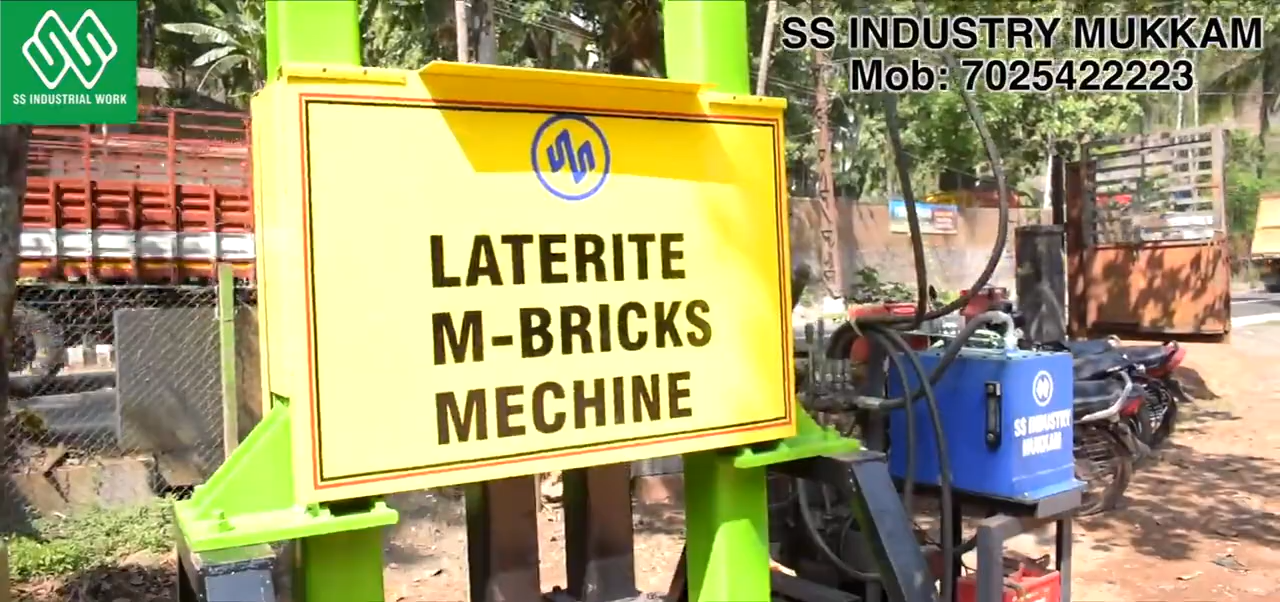 SS INDUSTRIAL WORK
SS INDUSTRY MUKKAM
Mob: 7025422223
LATERITE
M-BRICKS
MECHINE
SS INDUSTRY
MUKKAM